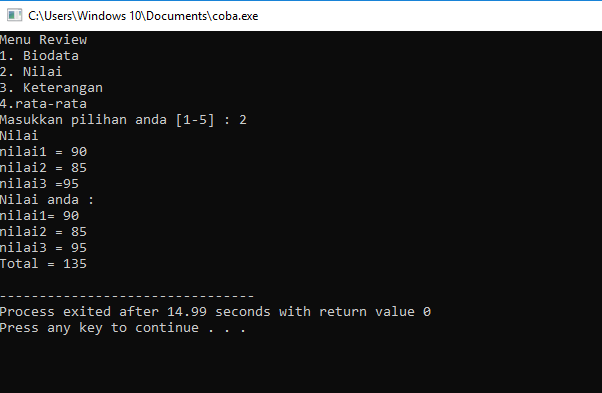 C:\Users\Windows 10\Documents\coba.exe
Menu Review
1. Biodata
2. Nilai
3. Keterangan
4.rata-rata
Masukkan pilihan anda [1-5] : 2
Nilai
nilai1 = 90
nilai2 = 85
nilai3 =95
Nilai anda :
nilai1= 90
nilai2 = 85
nilai3 = 95
Total = 135
--------------------------------
Process exited after 14.99 seconds with return value 0
Press any key to continue . . .